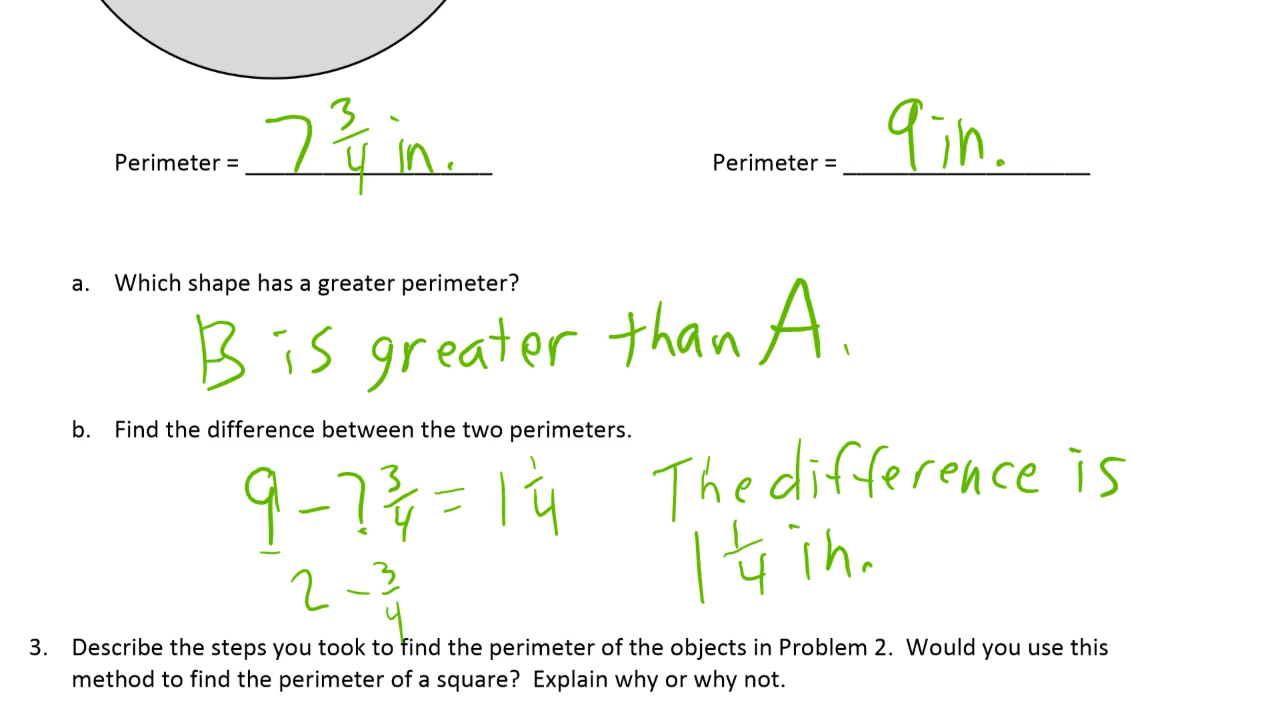 Perimeter = 7 3/4 in. Perimeter = 9 in.
a. Which shape has a greater perimeter?
B is greater than A.
b. Find the difference between the two perimeters.
9 - 7 3/4 = 1 1/4 The difference is
2 - 3/4 1 1/4 in.
3. Describe the steps you took to find the perimeter of the objects in Problem 2. Would you use this
method to find the perimeter of a square? Explain why or why not.